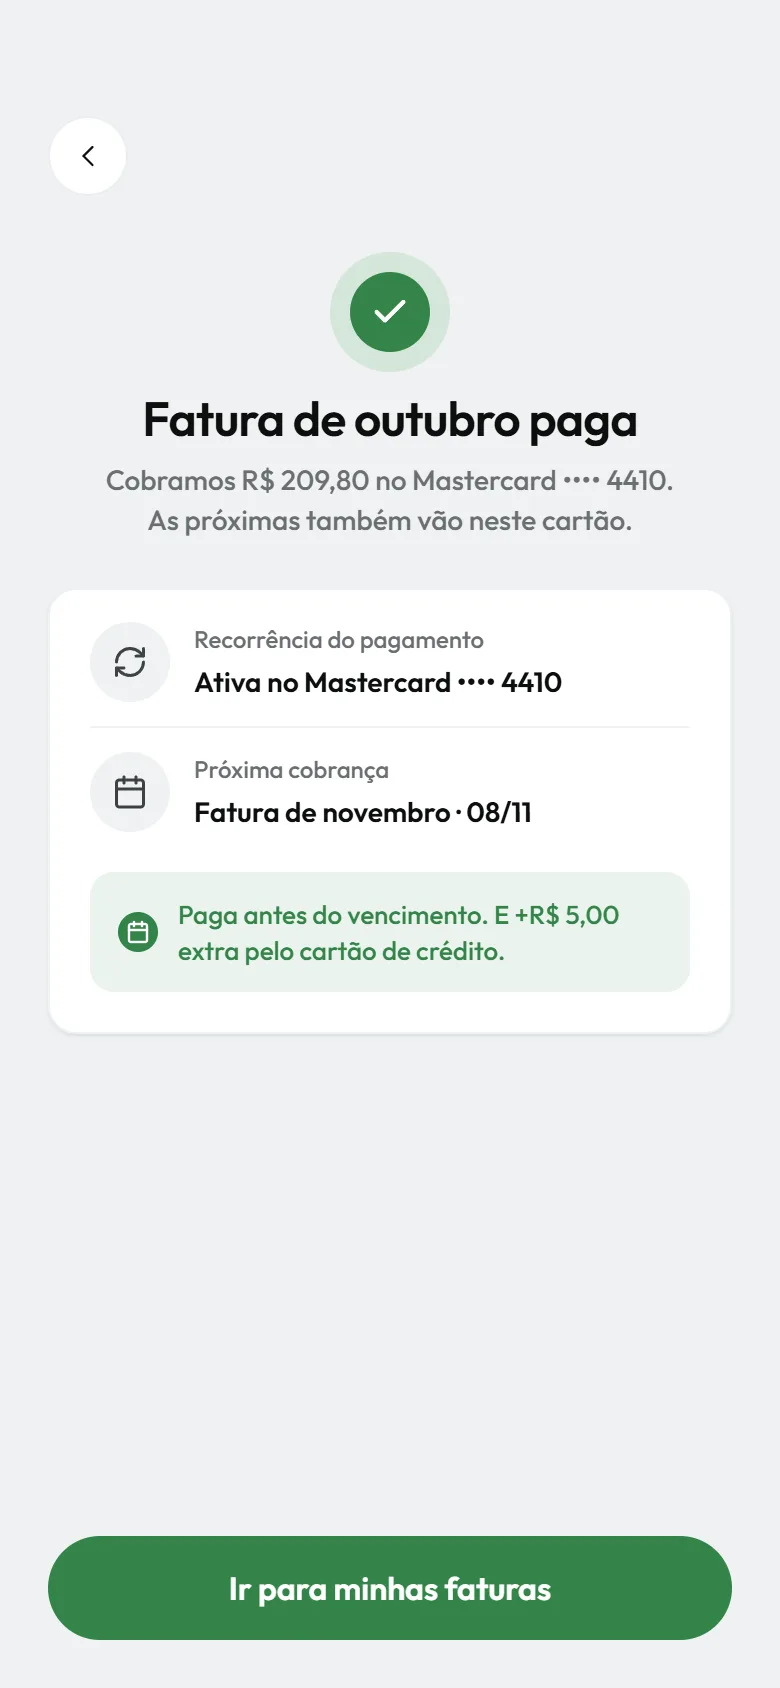 Fatura de outubro paga
Cobramos R$ 209,80 no Mastercard •••• 4410.
As próximas também vão neste cartão.
Recorrência do pagamento
Ativa no Mastercard •••• 4410
Próxima cobrança
Fatura de novembro · 08/11
Paga antes do vencimento. E +R$ 5,00
extra pelo cartão de crédito.
Ir para minhas faturas